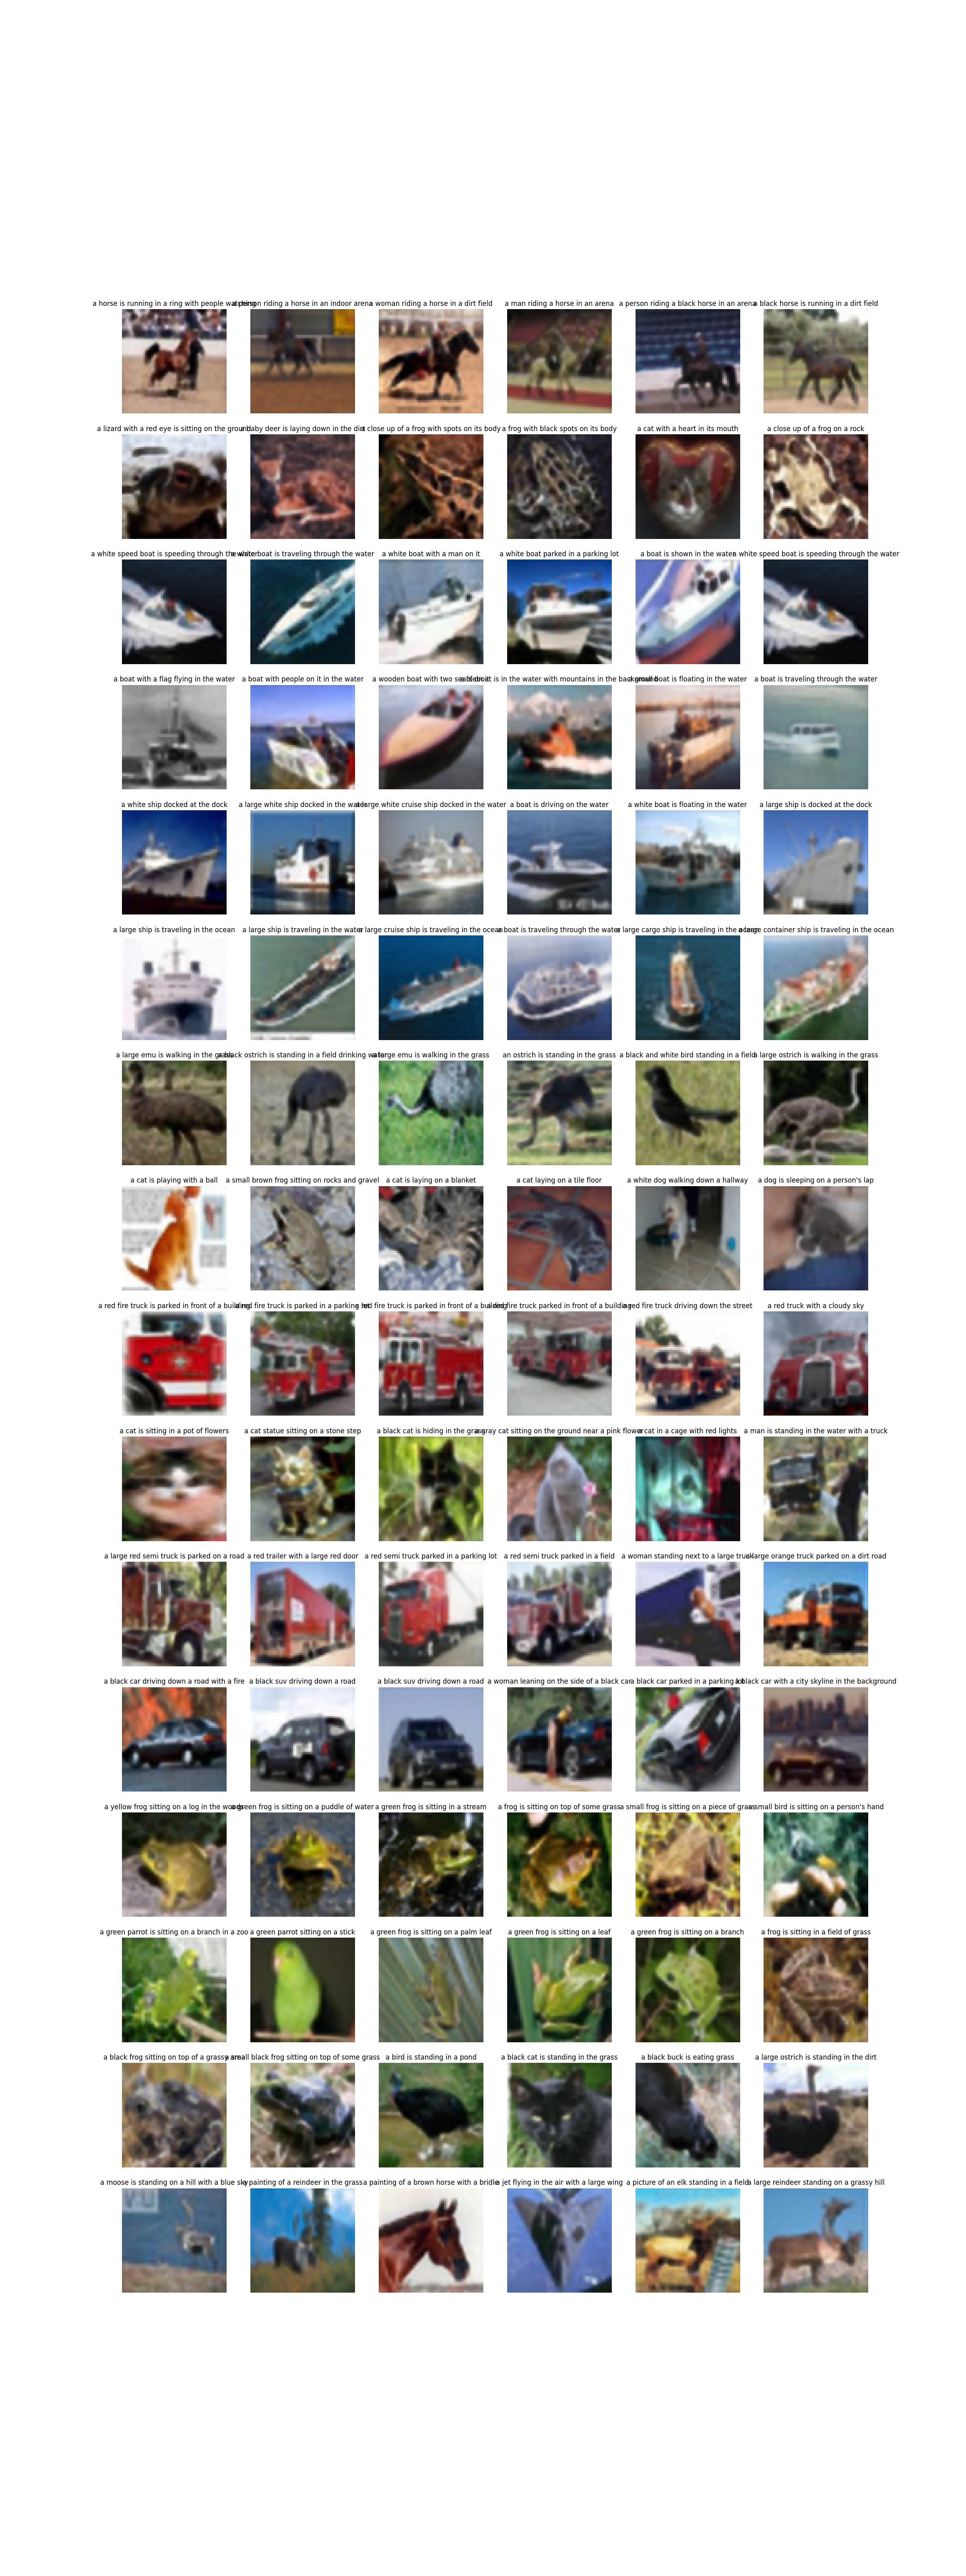 a horse is running in a ring with people watching
a person riding a horse in an indoor arena
a woman riding a horse in a dirt field
a man riding a horse in an arena
a person riding a black horse in an arena
a black horse is running in a dirt field
a lizard with a red eye is sitting on the ground
a baby deer is laying down in the dirt
a close up of a frog with spots on its body
a frog with black spots on its body
a cat with a heart in its mouth
a close up of a frog on a rock
a white speed boat is speeding through the water
a white boat is traveling through the water
a white boat with a man on it
a white boat parked in a parking lot
a boat is shown in the water
a white speed boat is speeding through the water
a boat with a flag flying in the water
a boat with people on it in the water
a wooden boat with two seats on it
a boat is in the water with mountains in the background
a small boat is floating in the water
a boat is traveling through the water
a white ship docked at the dock
a large white ship docked in the water
a large white cruise ship docked in the water
a boat is driving on the water
a white boat is floating in the water
a large ship is docked at the dock
a large ship is traveling in the ocean
a large ship is traveling in the water
a large cruise ship is traveling in the ocean
a boat is traveling through the water
a large cargo ship is traveling in the ocean
a large container ship is traveling in the ocean
a large emu is walking in the grass
a black ostrich is standing in a field drinking water
a large emu is walking in the grass
an ostrich is standing in the grass
a black and white bird standing in a field
a large ostrich is walking in the grass
a cat is playing with a ball
a small brown frog sitting on rocks and gravel
a cat is laying on a blanket
a cat laying on a tile floor
a white dog walking down a hallway
a dog is sleeping on a person's lap
a red fire truck is parked in front of a building
a red fire truck is parked in a parking lot
a red fire truck is parked in front of a building
a red fire truck parked in front of a building
a red fire truck driving down the street
a red truck with a cloudy sky
a cat is sitting in a pot of flowers
a cat statue sitting on a stone step
a black cat is hiding in the grass
a gray cat sitting on the ground near a pink flower
a cat in a cage with red lights
a man is standing in the water with a truck
a large red semi truck is parked on a road
a red trailer with a large red door
a red semi truck parked in a parking lot
a red semi truck parked in a field
a woman standing next to a large truck
a large orange truck parked on a dirt road
a black car driving down a road with a fire
a black suv driving down a road
a black suv driving down a road
a woman leaning on the side of a black car
a black car parked in a parking lot
a black car with a city skyline in the background
a yellow frog sitting on a log in the woods
a green frog is sitting on a puddle of water
a green frog is sitting in a stream
a frog is sitting on top of some grass
a small frog is sitting on a piece of grass
a small bird is sitting on a person's hand
a green parrot is sitting on a branch in a zoo
a green parrot sitting on a stick
a green frog is sitting on a palm leaf
a green frog is sitting on a leaf
a green frog is sitting on a branch
a frog is sitting in a field of grass
a black frog sitting on top of a grassy area
a small black frog sitting on top of some grass
a bird is standing in a pond
a black cat is standing in the grass
a black buck is eating grass
a large ostrich is standing in the dirt
a moose is standing on a hill with a blue sky
a painting of a reindeer in the grass
a painting of a brown horse with a bridle
a jet flying in the air with a large wing
a picture of an elk standing in a field
a large reindeer standing on a grassy hill